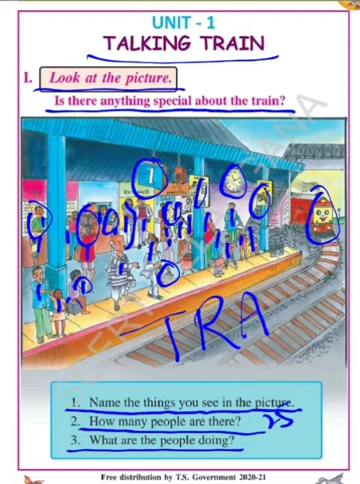 UNIT - 1
TALKING TRAIN
I. Look at the picture.
Is there anything special about the train?
1
TRA
1. Name the things you see in the picture.
2. How many people are there? 25
3. What are the people doing?
Free distribution by T.S. Government 2020-21